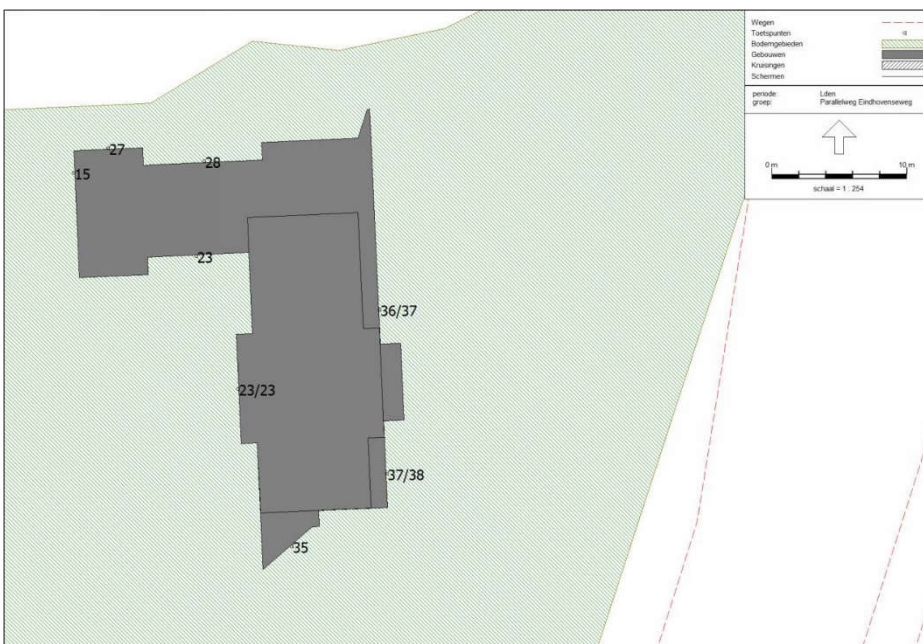 Wegen
Toetspunten
Bodemgebieden
Gebouwen
Kruisingen
Schermen
periode: Lden
groep: Parallelweg Eindhovenseweg
0 m 10 m
schaal = 1 : 254
27
28
15
23
36/37
23/23
37/38
35